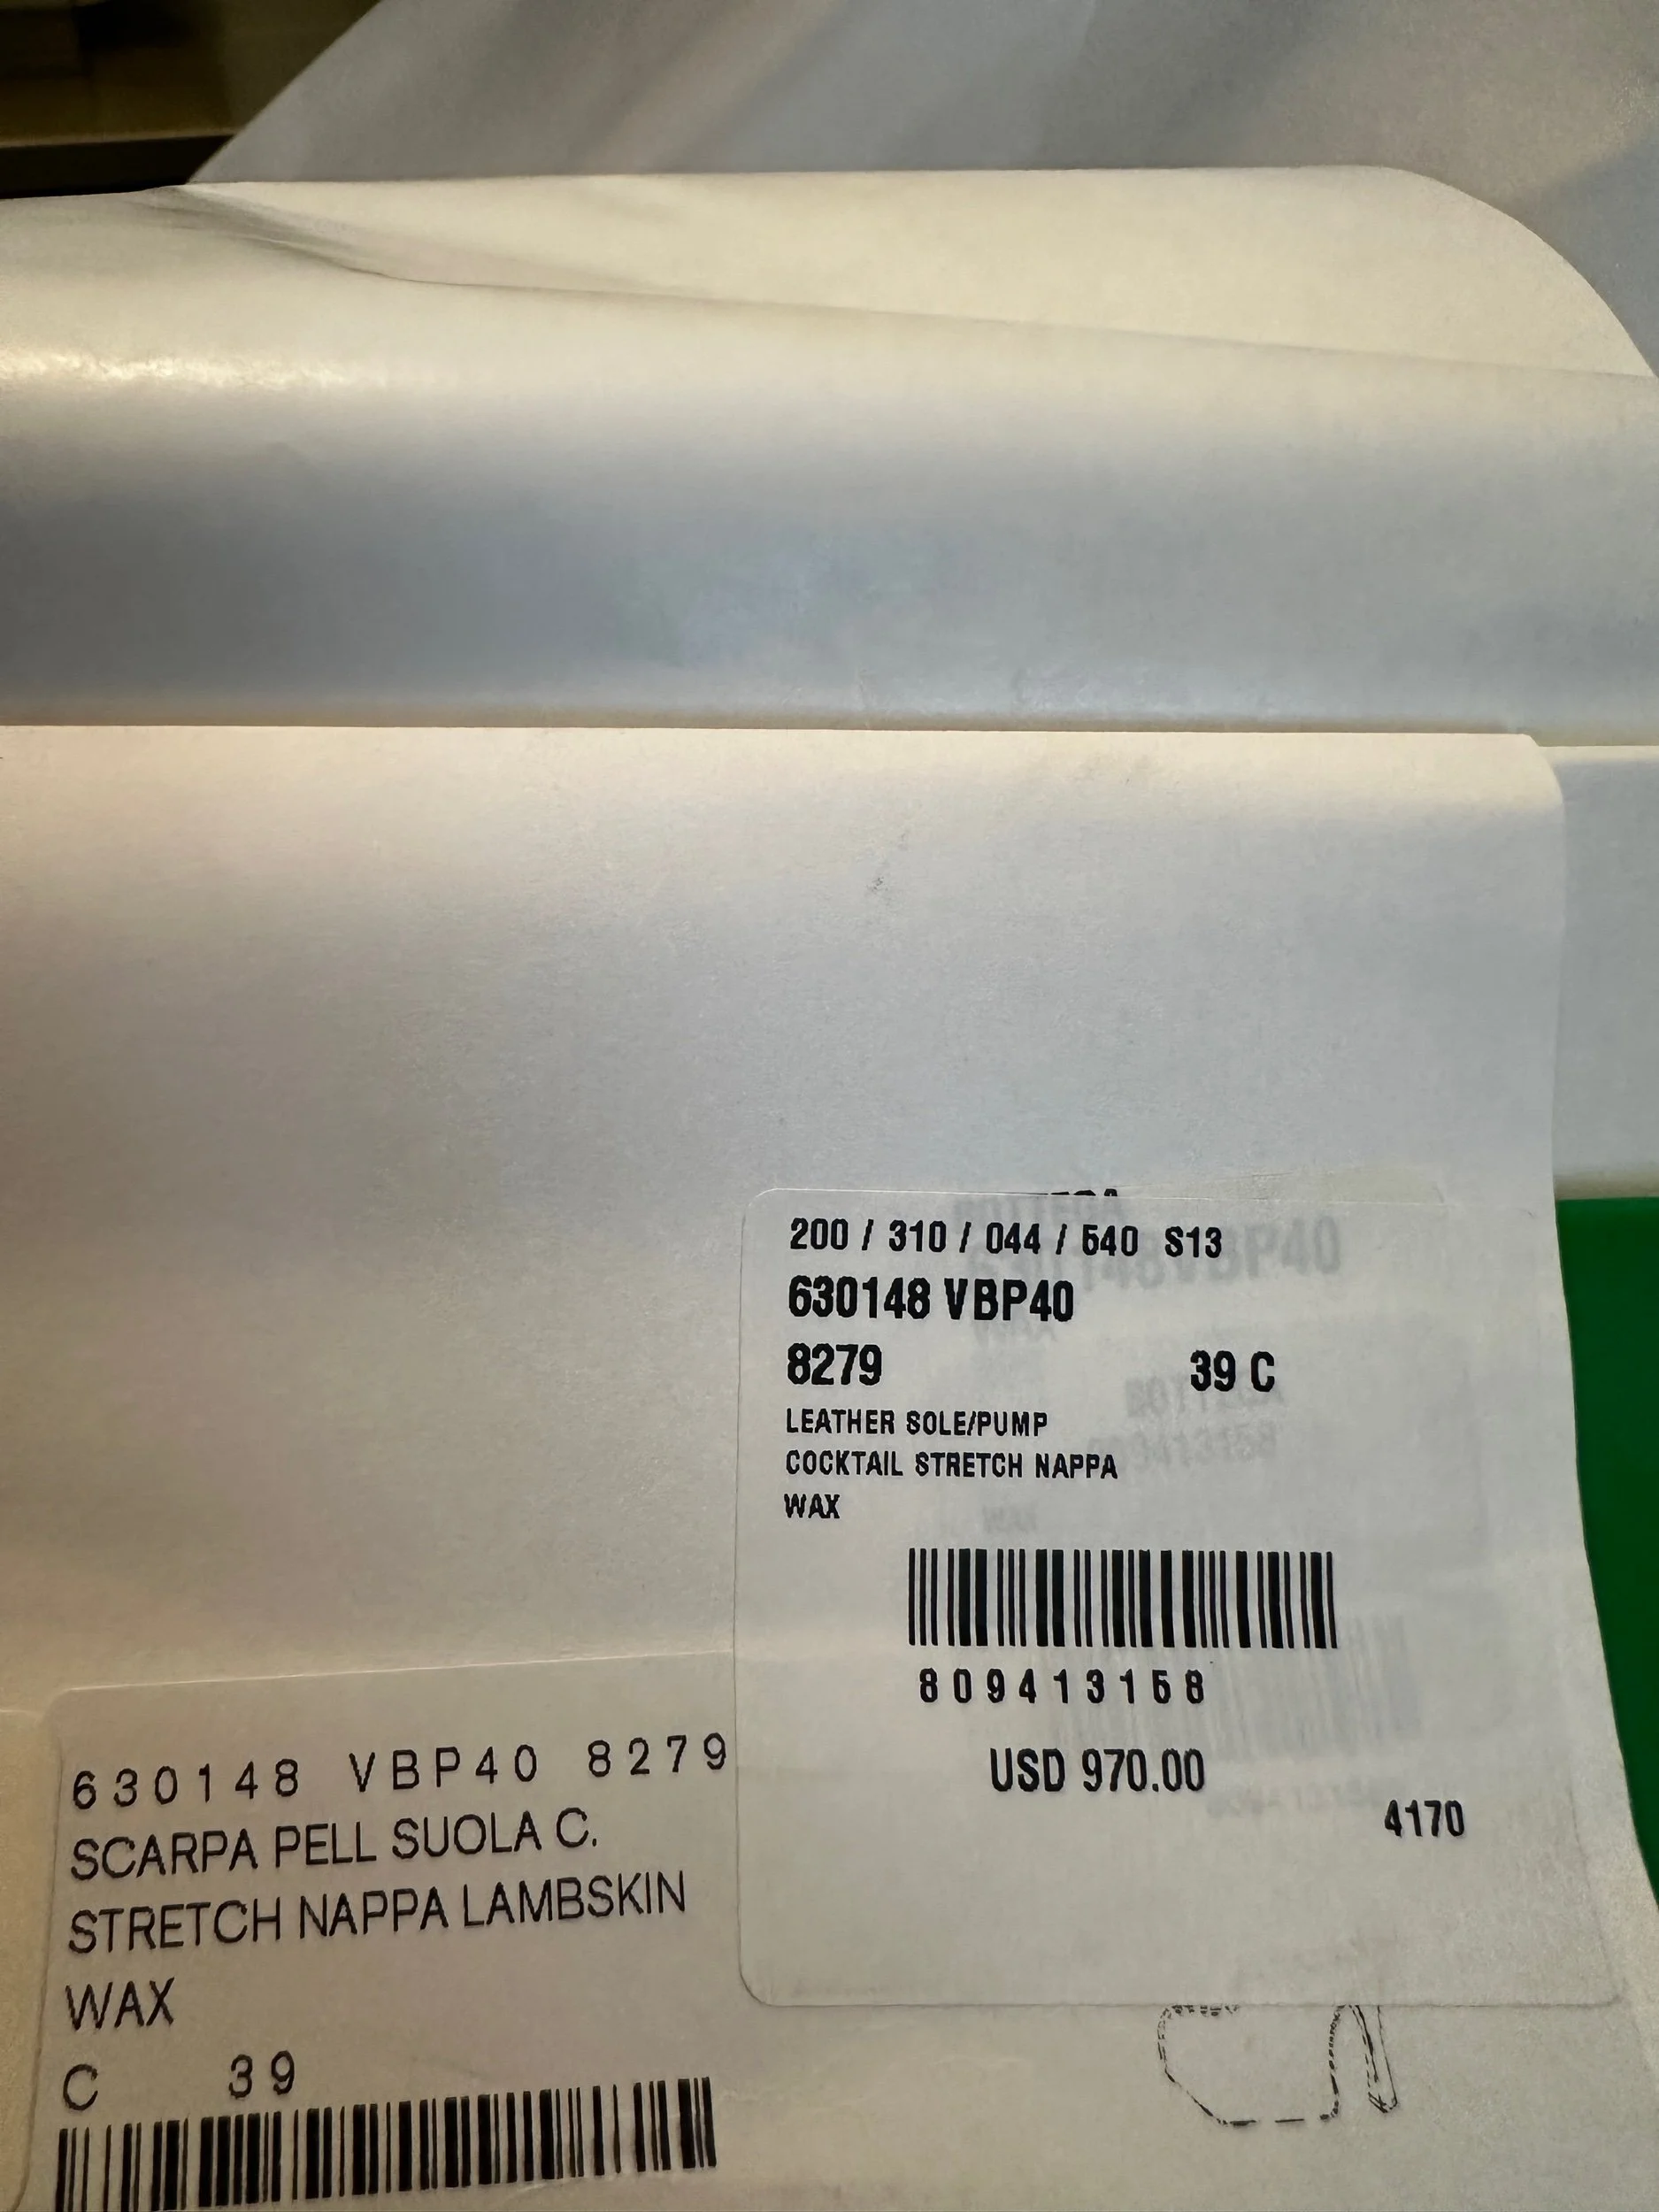 200 / 310 / 044 / 540 S13
630148 VBP40
8279 39 C
LEATHER SOLE/PUMP
COCKTAIL STRETCH NAPPA
WAX
809413158
USD 970.00
4170
630148 VBP40 8279
SCARPA PELL SUOLA C.
STRETCH NAPPA LAMBSKIN
WAX
C 39